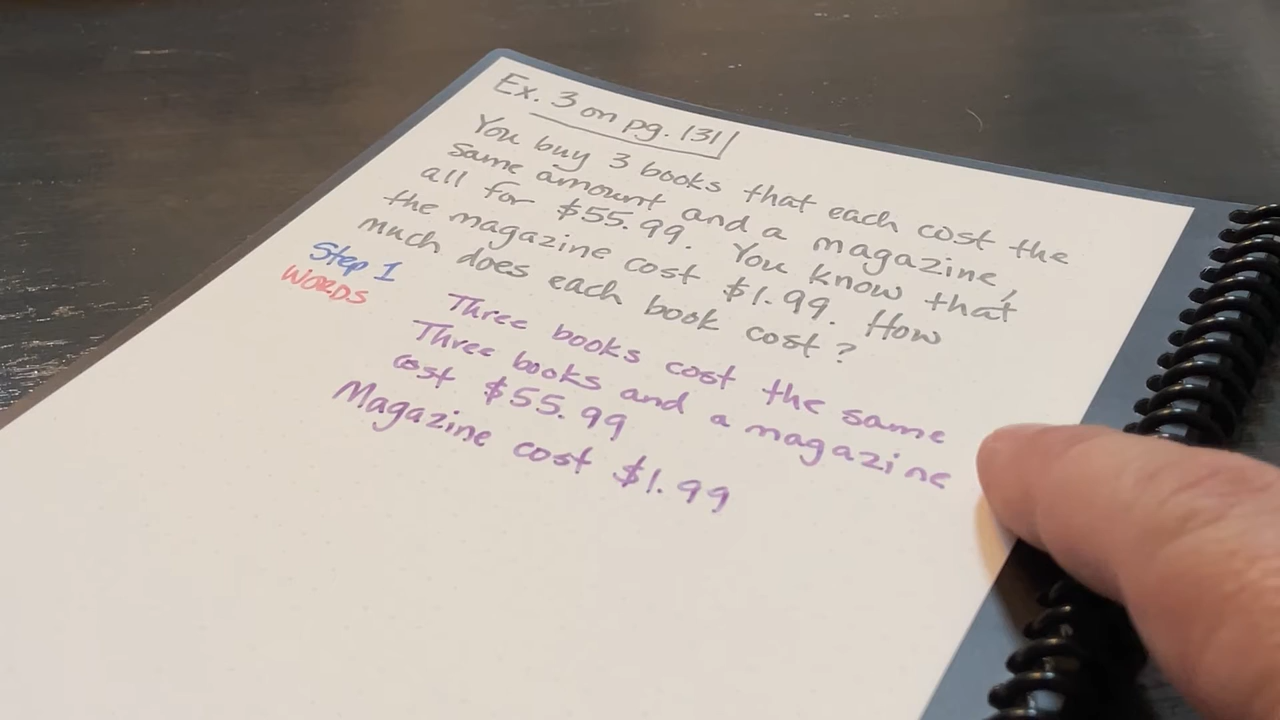 Ex. 3 on pg. 131
You buy 3 books that each cost the
same amount and a magazine,
all for $55.99. You know that
the magazine cost $1.99. How
much does each book cost?
Step 1
WORDS
Three books cost the same
Three books and a magazine
cost $55.99
Magazine cost $1.99